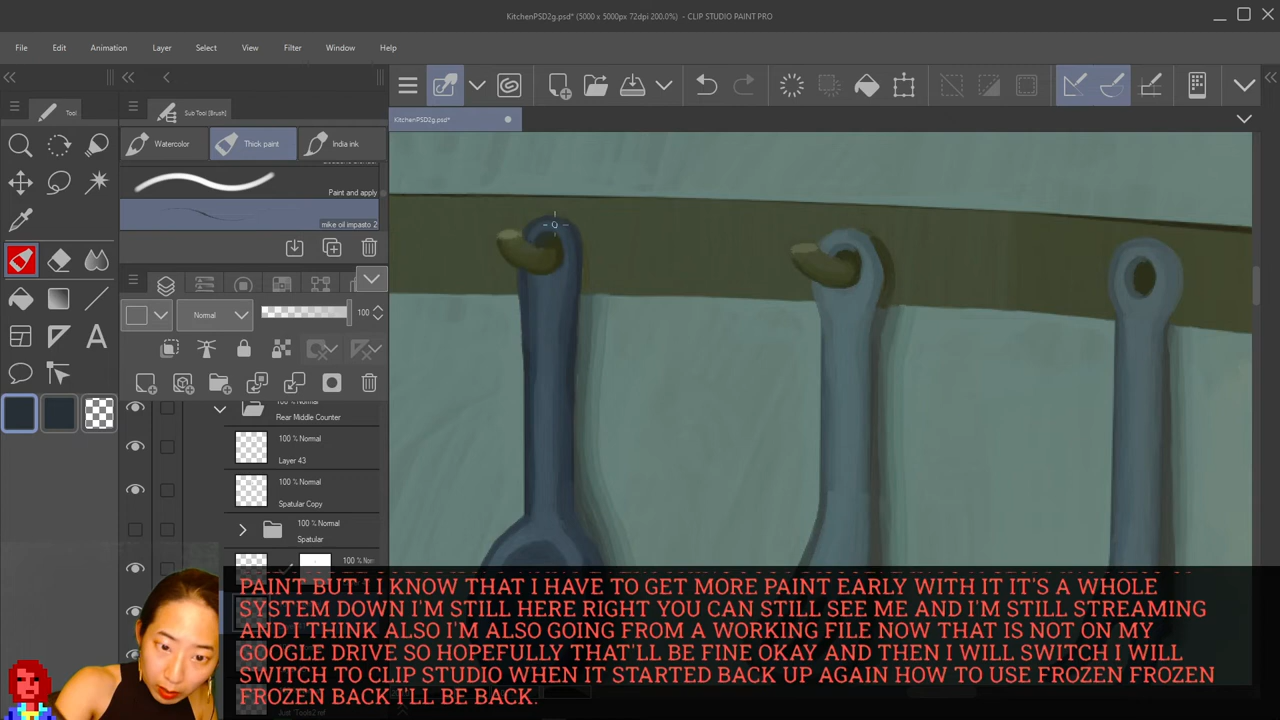 KitchenPSD2g.psd* (5000 x 5000px 72dpi 200.0%) - CLIP STUDIO PAINT PRO
File Edit Animation Layer Select View Filter Window Help
Tool
Sub Tool [Brush]
KitchenPSD2g.psd*
Watercolor Thick paint India ink
Paint and apply
mike oil impasto 2
Normal 100
100 % Normal
Rear Middle Counter
100 % Normal
Layer 43
100 % Normal
Spatular Copy
100 % Normal
Spatular
100 %
PAINT BUT I I KNOW THAT I HAVE TO GET MORE PAINT EARLY WITH IT IT'S A WHOLE
SYSTEM DOWN I'M STILL HERE RIGHT YOU CAN STILL SEE ME AND I'M STILL STREAMING
AND I THINK ALSO I'M ALSO GOING FROM A WORKING FILE NOW THAT IS NOT ON MY
GOOGLE DRIVE SO HOPEFULLY THAT'LL BE FINE OKAY AND THEN I WILL SWITCH I WILL
SWITCH TO CLIP STUDIO WHEN IT STARTED BACK UP AGAIN HOW TO USE FROZEN FROZEN
FROZEN BACK I'LL BE BACK.